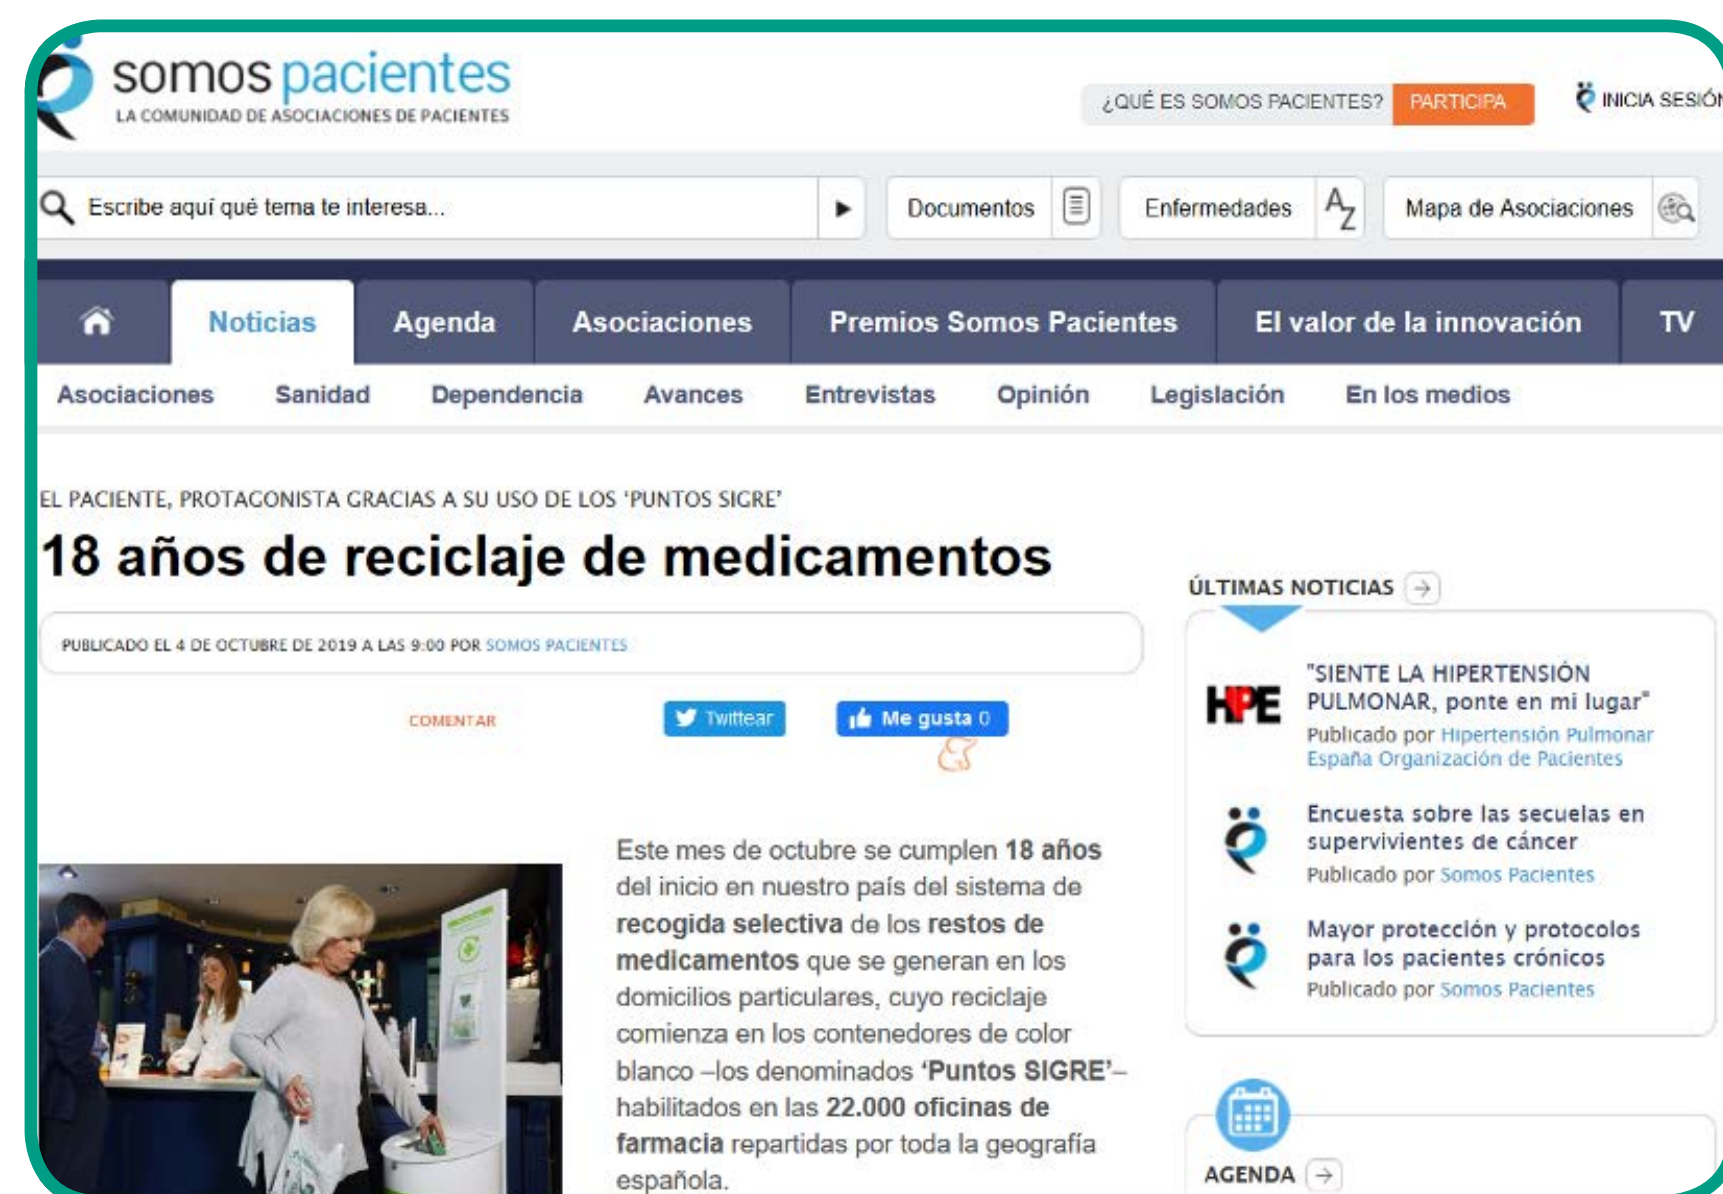 somos pacientes
LA COMUNIDAD DE ASOCIACIONES DE PACIENTES
¿QUÉ ES SOMOS PACIENTES? PARTICIPA INICIA SESIÓN
Escribe aquí qué tema te interesa... Documentos Enfermedades AZ Mapa de Asociaciones
Noticias Agenda Asociaciones Premios Somos Pacientes El valor de la innovación TV
Asociaciones Sanidad Dependencia Avances Entrevistas Opinión Legislación En los medios
EL PACIENTE, PROTAGONISTA GRACIAS A SU USO DE LOS ‘PUNTOS SIGRE’
18 años de reciclaje de medicamentos
PUBLICADO EL 4 DE OCTUBRE DE 2019 A LAS 9:00 POR SOMOS PACIENTES
COMENTAR Twittear Me gusta 0
Este mes de octubre se cumplen 18 años
del inicio en nuestro país del sistema de
recogida selectiva de los restos de
medicamentos que se generan en los
domicilios particulares, cuyo reciclaje
comienza en los contenedores de color
blanco –los denominados ‘Puntos SIGRE’–
habilitados en las 22.000 oficinas de
farmacia repartidas por toda la geografía
española.
ÚLTIMAS NOTICIAS
HPE
"SIENTE LA HIPERTENSIÓN
PULMONAR, ponte en mi lugar"
Publicado por Hipertensión Pulmonar
España Organización de Pacientes
Encuesta sobre las secuelas en
supervivientes de cáncer
Publicado por Somos Pacientes
Mayor protección y protocolos
para los pacientes crónicos
Publicado por Somos Pacientes
AGENDA